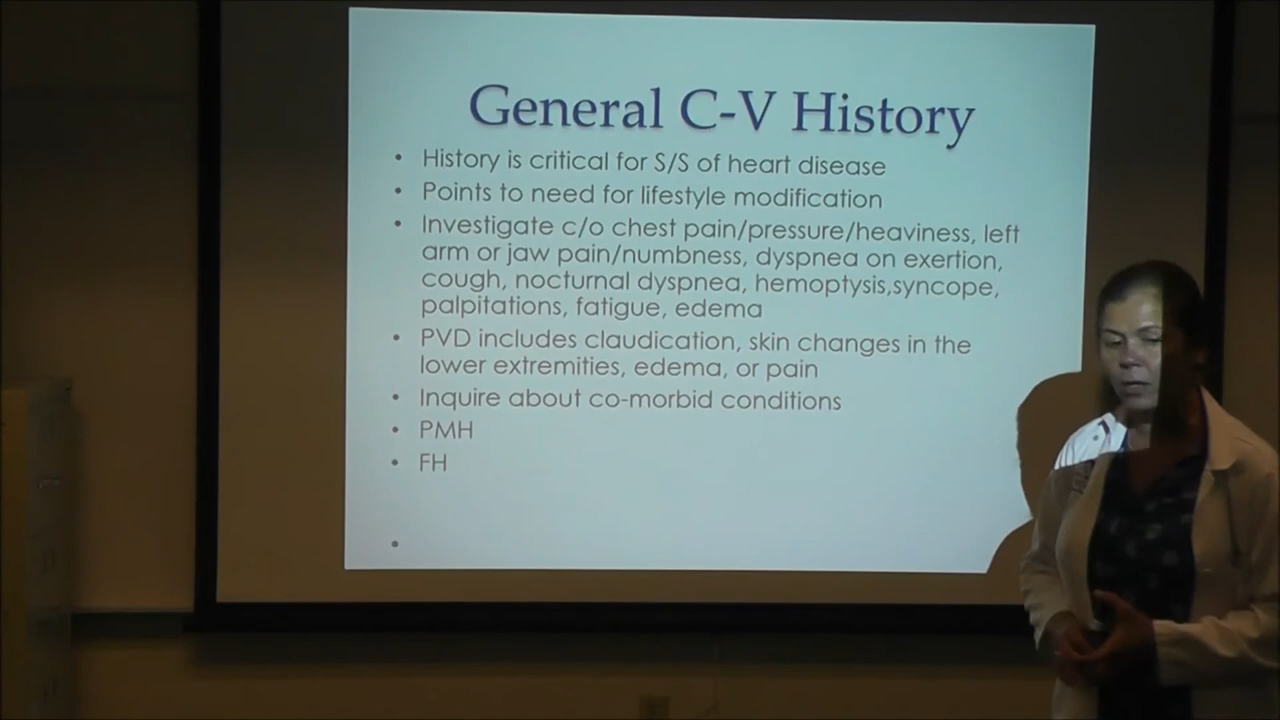 General C-V History
• History is critical for S/S of heart disease
• Points to need for lifestyle modification
• Investigate c/o chest pain/pressure/heaviness, left
arm or jaw pain/numbness, dyspnea on exertion,
cough, nocturnal dyspnea, hemoptysis,syncope,
palpitations, fatigue, edema
• PVD includes claudication, skin changes in the
lower extremities, edema, or pain
• Inquire about co-morbid conditions
• PMH
• FH
•